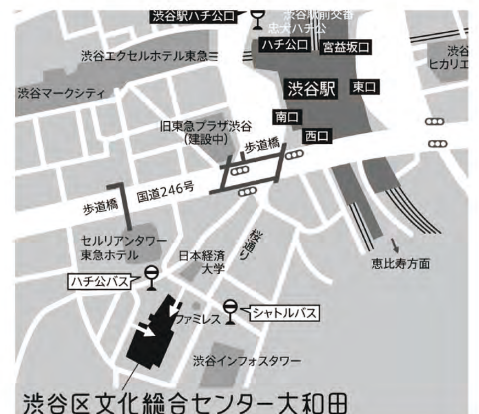 渋谷駅ハチ公口
渋谷駅前交番
忠犬ハチ公
ハチ公口
宮益坂口
渋谷エクセルホテル東急
渋谷
ヒカリエ
渋谷マークシティ
渋谷駅
東口
南口
西口
旧東急プラザ渋谷
(建設中)
歩道橋
国道246号
歩道橋
セルリアンタワー
東急ホテル
日本経済
大学
桜通り
恵比寿方面
ハチ公バス
シャトルバス
ファミレス
渋谷インフォスタワー
渋谷区文化総合センター大和田